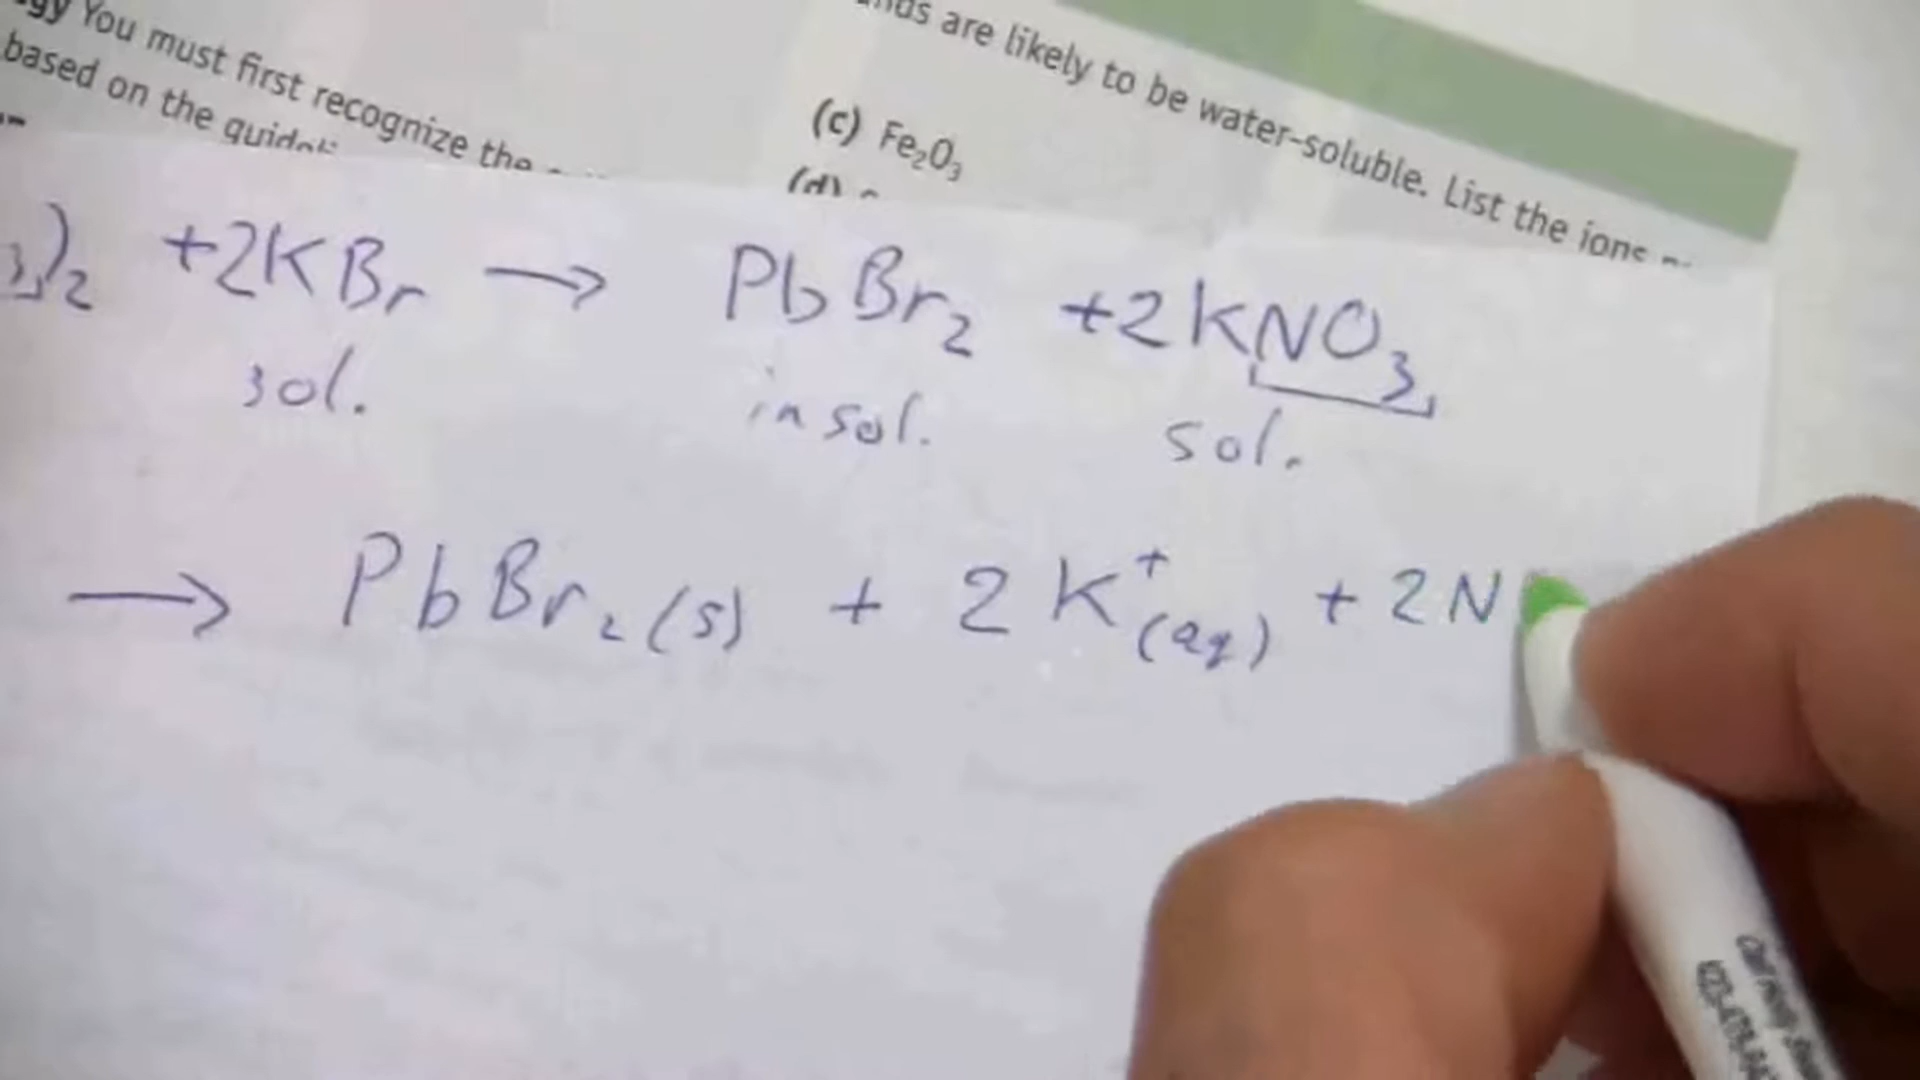 You must first recognize the
based on the
are likely to be water-soluble. List the ions
(c) Fe₂O₃
(d)
₃)₂ +2KBr → PbBr₂ +2KNO₃
sol. insol. sol.
→ PbBr₂(s) + 2K⁺(aq) + 2N